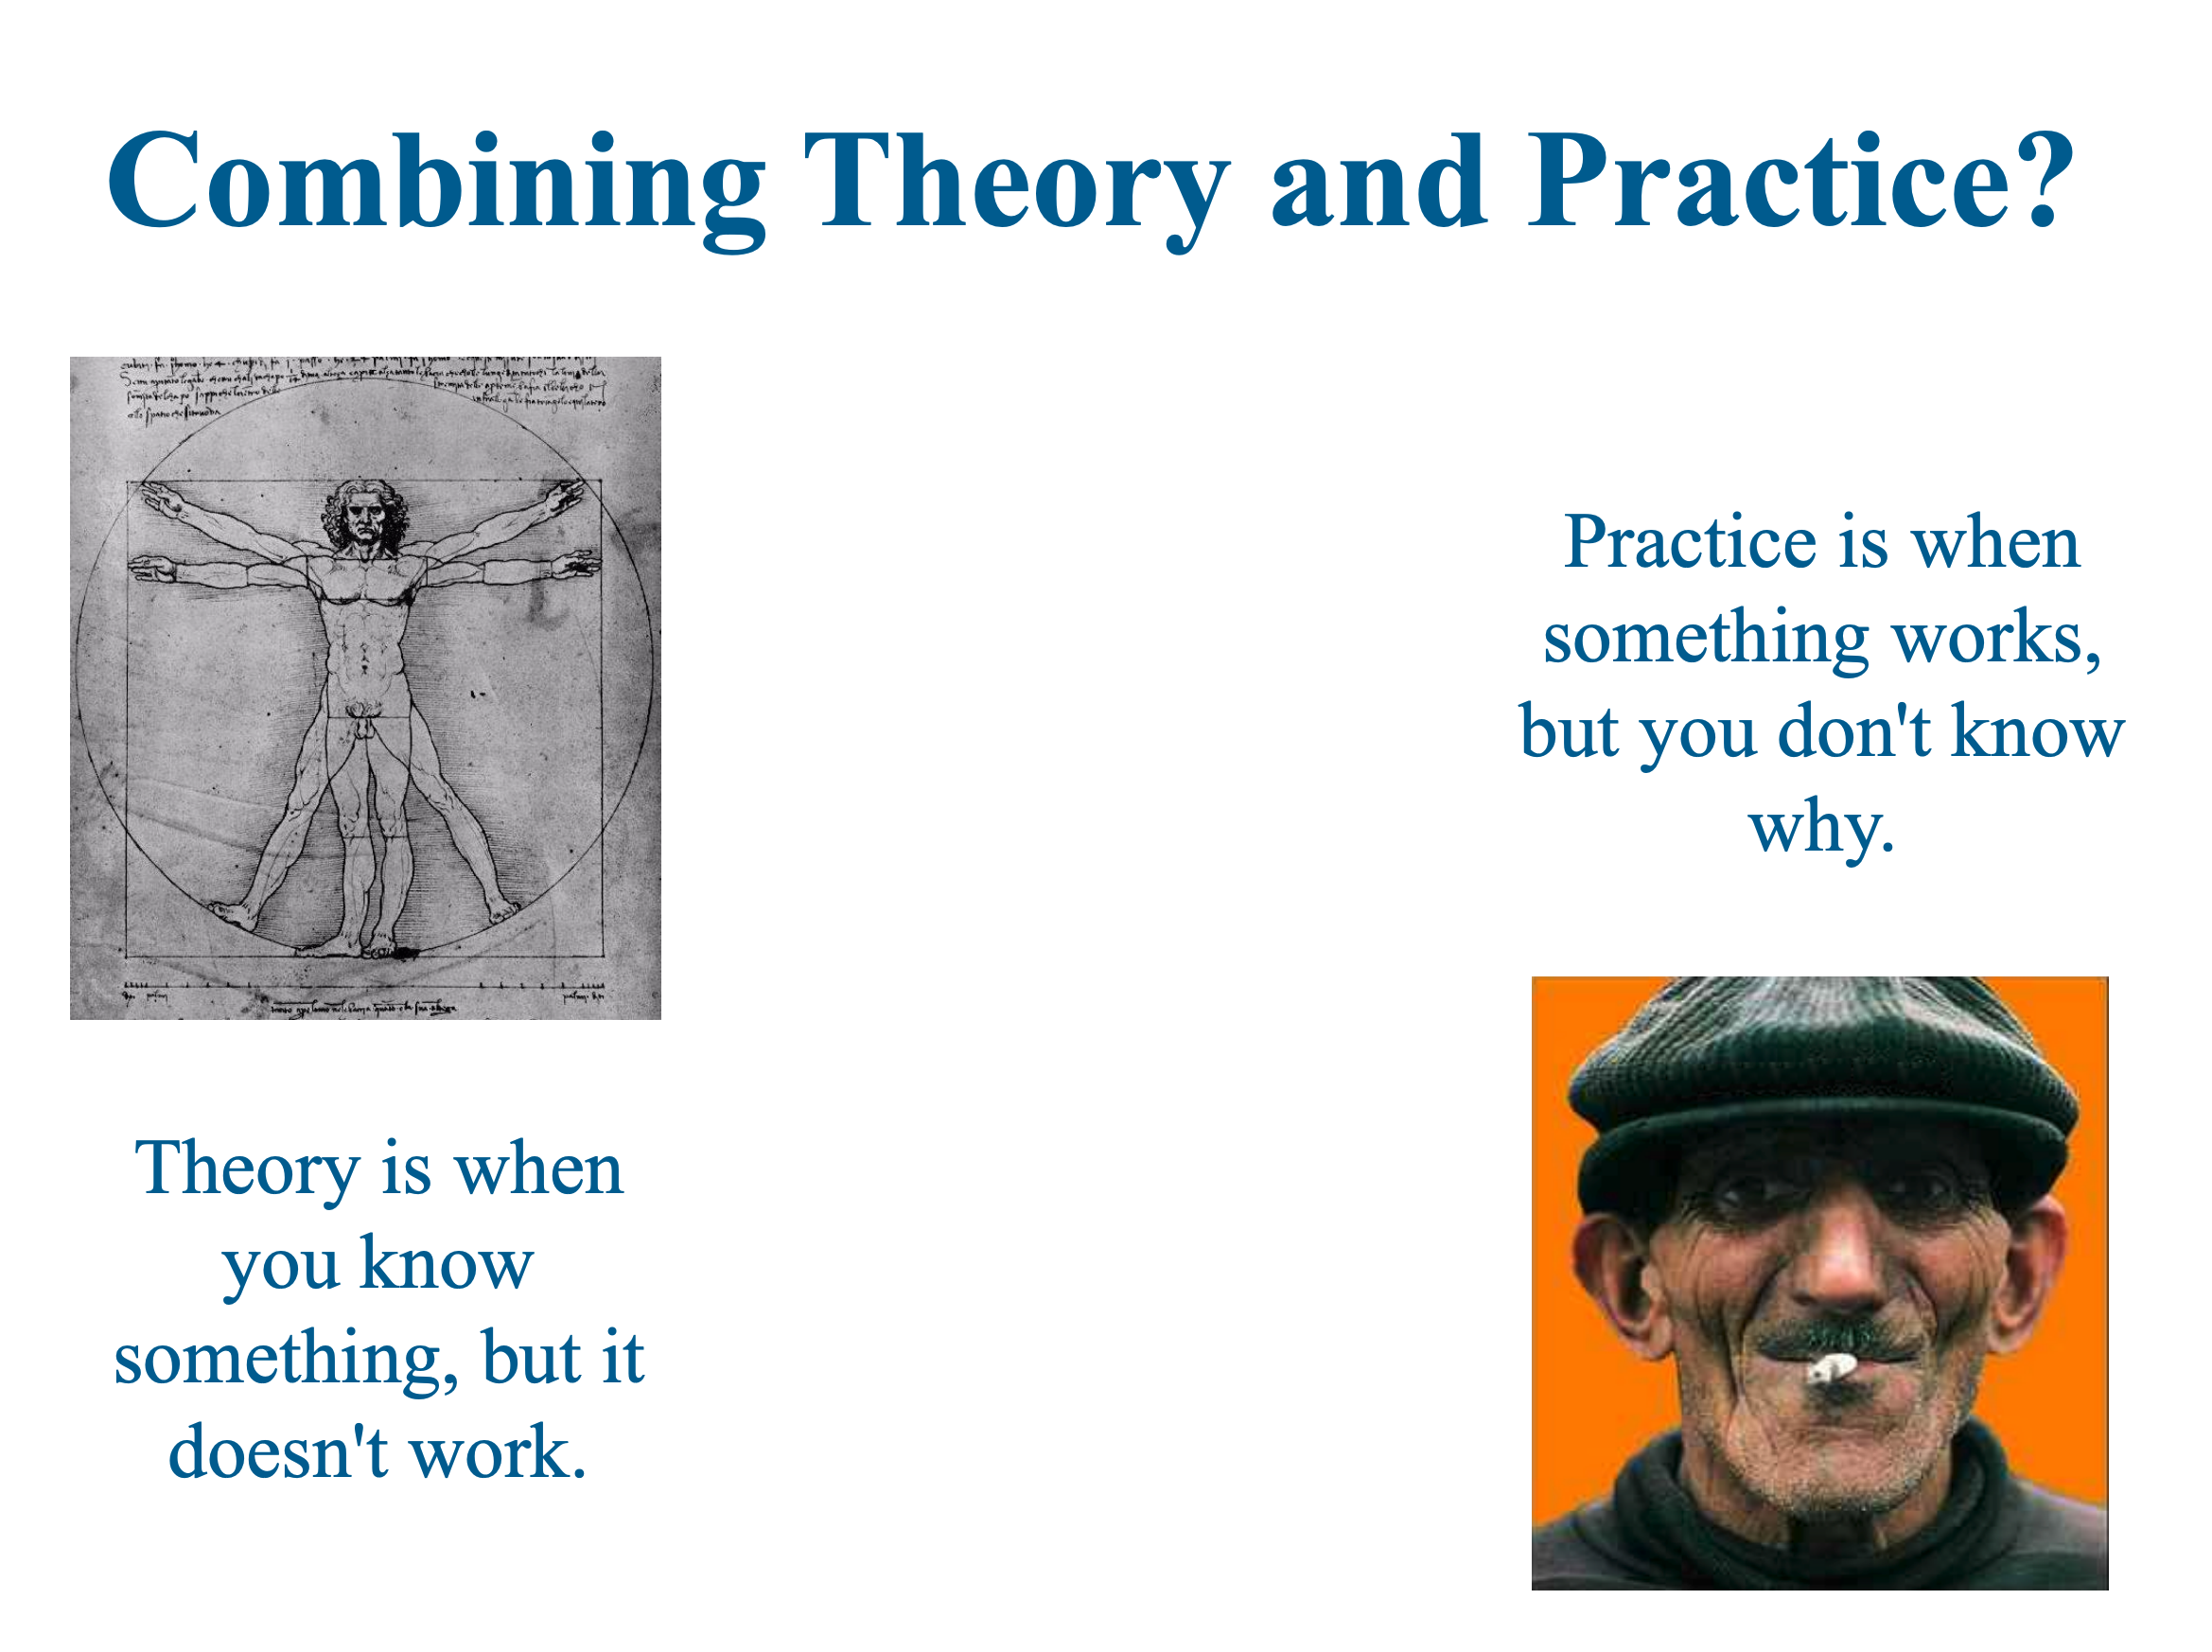 Combining Theory and Practice?
Theory is when
you know
something, but it
doesn't work.
Practice is when
something works,
but you don't know
why.